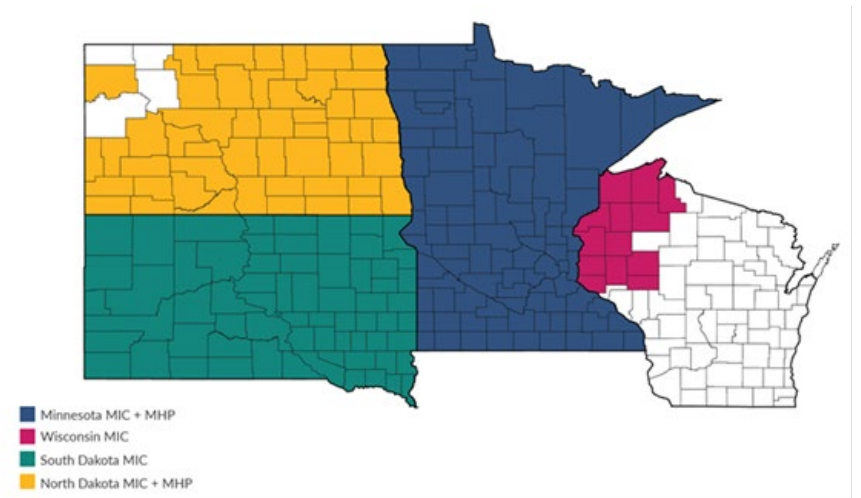 Minnesota MIC + MHP
Wisconsin MIC
South Dakota MIC
North Dakota MIC + MHP